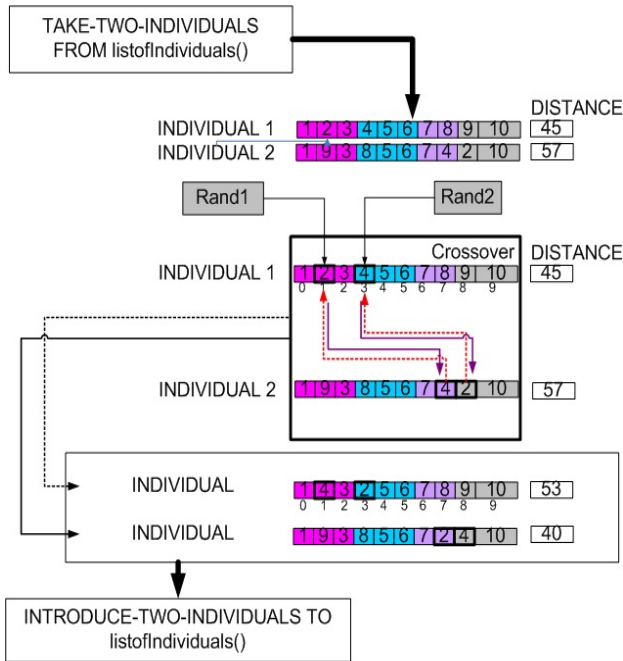 TAKE-TWO-INDIVIDUALS
FROM listofIndividuals()
DISTANCE
INDIVIDUAL 1 1 2 3 4 5 6 7 8 9 10 45
INDIVIDUAL 2 1 9 3 8 5 6 7 4 2 10 57
Rand1 Rand2
Crossover DISTANCE
INDIVIDUAL 1 1 2 3 4 5 6 7 8 9 10 45
0 1 2 3 4 5 6 7 8 9
INDIVIDUAL 2 1 9 3 8 5 6 7 4 2 10 57
INDIVIDUAL 1 4 3 2 5 6 7 8 9 10 53
0 1 2 3 4 5 6 7 8 9
INDIVIDUAL 1 9 3 8 5 6 7 2 4 10 40
INTRODUCE-TWO-INDIVIDUALS TO
listofIndividuals()